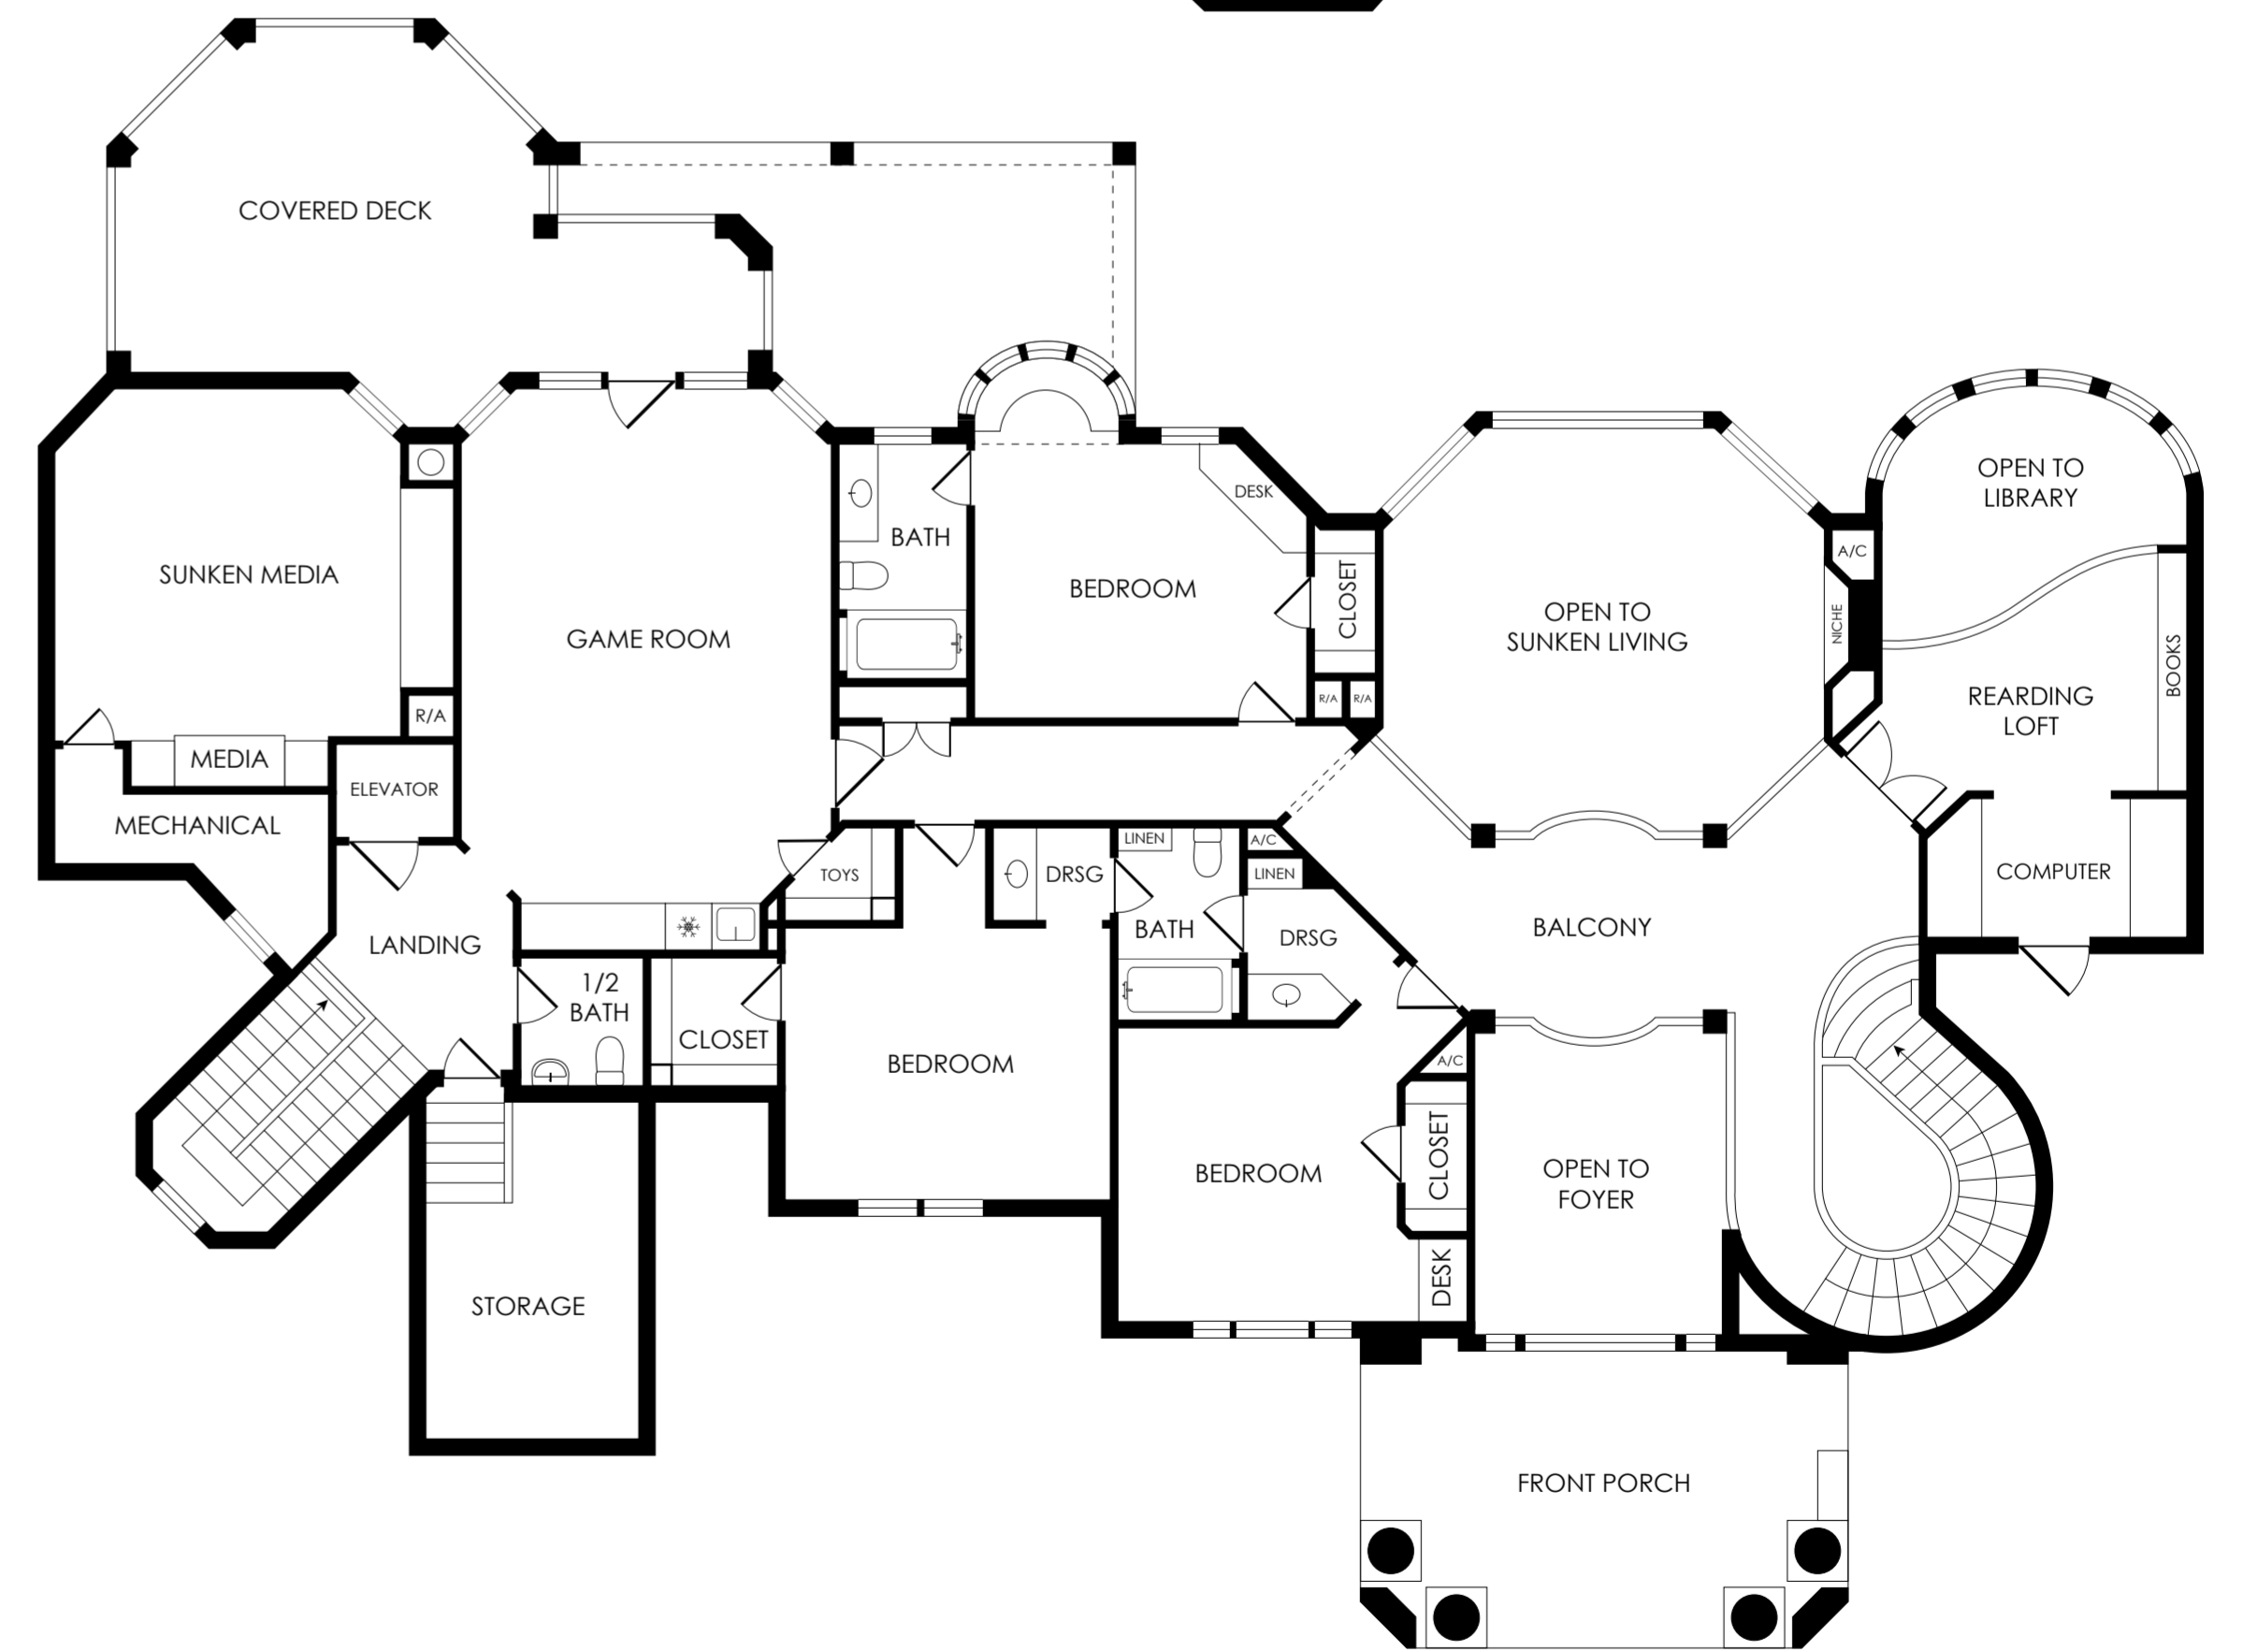 COVERED DECK
OPEN TO
LIBRARY
DESK
BATH
A/C
SUNKEN MEDIA
BEDROOM
CLOSET
OPEN TO
SUNKEN LIVING
NICHE
GAME ROOM
BOOKS
REARDING
LOFT
R/A
R/A
R/A
MEDIA
ELEVATOR
MECHANICAL
LINEN
A/C
TOYS
DRSG
LINEN
COMPUTER
LANDING
BATH
DRSG
BALCONY
1/2
BATH
CLOSET
BEDROOM
A/C
CLOSET
BEDROOM
OPEN TO
FOYER
DESK
STORAGE
FRONT PORCH